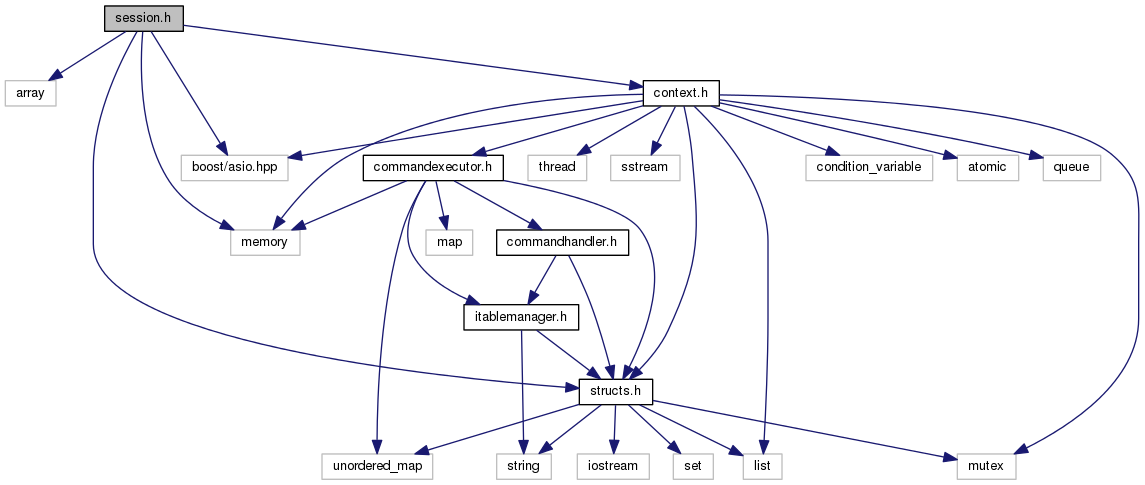 session.h
array
context.h
boost/asio.hpp
commandexecutor.h
thread
sstream
condition_variable
atomic
queue
memory
map
commandhandler.h
itablemanager.h
structs.h
unordered_map
string
iostream
set
list
mutex